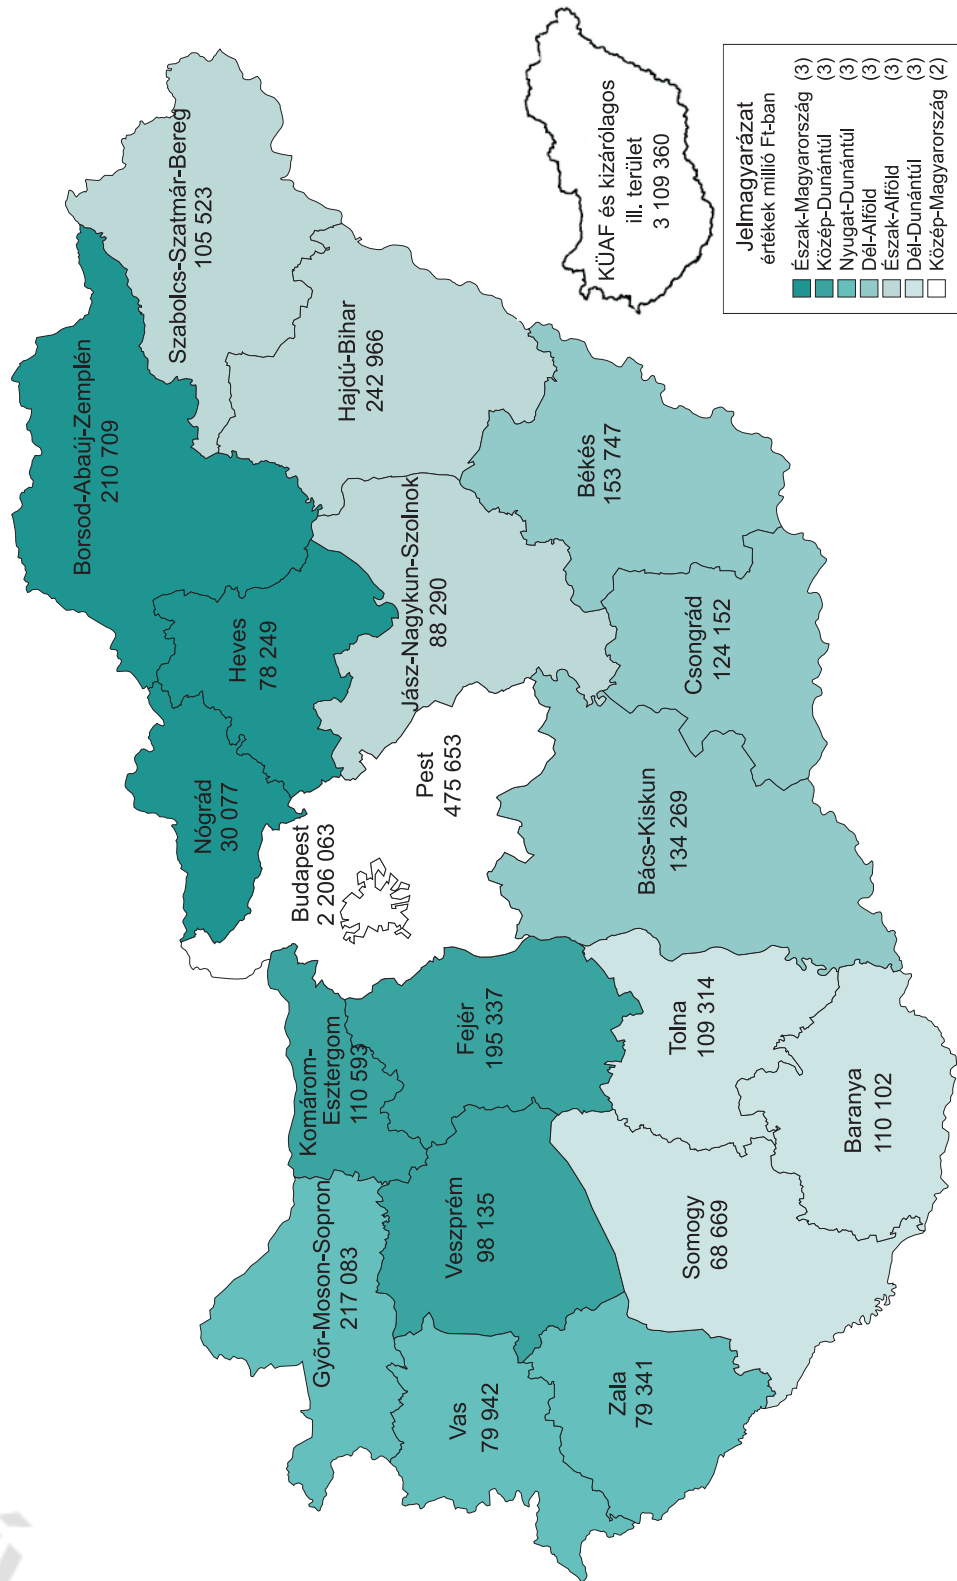 Borsod-Abaúj-Zemplén
210 709
Szabolcs-Szatmár-Bereg
105 523
Nógrád
30 077
Heves
78 249
Hajdú-Bihar
242 966
Jász-Nagykun-Szolnok
88 290
Budapest
2 206 063
Pest
475 653
Győr-Moson-Sopron
217 083
Komárom-
Esztergom
110 593
Fejér
195 337
Veszprém
98 135
Vas
79 942
Zala
79 341
Somogy
68 669
Tolna
109 314
Baranya
110 102
Bács-Kiskun
134 269
Csongrád
124 152
Békés
153 747
KÜAF és kizárólagos
ill. terület
3 109 360
Jelmagyarázat
értékek millió Ft-ban
Észak-Magyarország (3)
Közép-Dunántúl (3)
Nyugat-Dunántúl (3)
Dél-Alföld (3)
Észak-Alföld (3)
Dél-Dunántúl (3)
Közép-Magyarország (2)